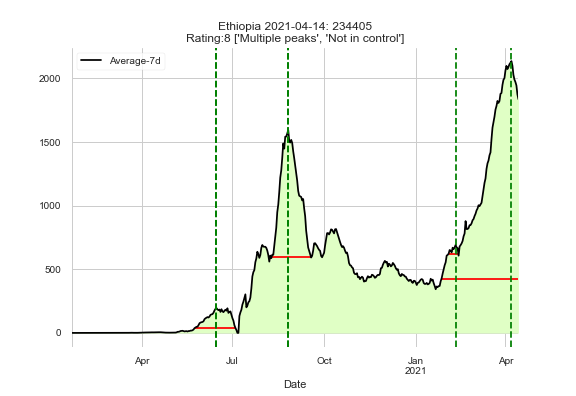 Ethiopia 2021-04-14: 234405
Rating:8 ['Multiple peaks', 'Not in control']
Average-7d
2000
1500
1000
500
0
Apr Jul Oct Jan Apr
2021
Date